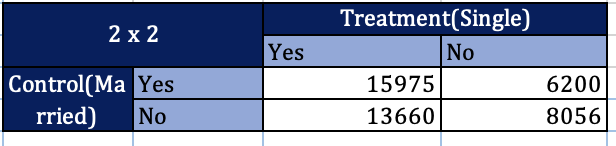 2 x 2
Treatment(Single)
Yes No
Control(Ma
rried)
Yes 15975 6200
No 13660 8056